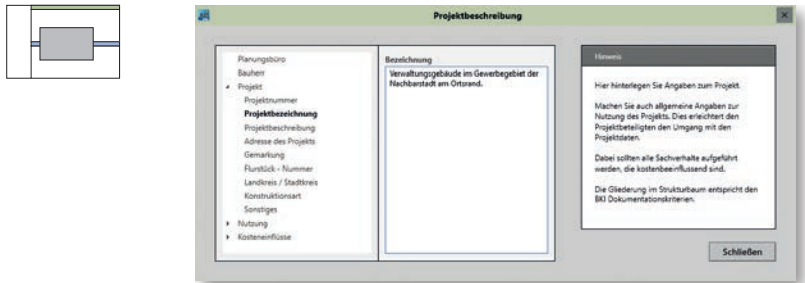 Projektbeschreibung
Planungsbüro
Bauherr
Projekt
Projektnummer
Projektbezeichnung
Projektbeschreibung
Adresse des Projekts
Gemarkung
Flurstück - Nummer
Landkreis / Stadtkreis
Konstruktionsart
Sonstiges
Nutzung
Kosteneinflüsse
Bezeichnung
Verwaltungsgebäude im Gewerbegebiet der
Nachbarstadt am Ortsrand.
Hinweis
Hier hinterlegen Sie Angaben zum Projekt.
Machen Sie auch allgemeine Angaben zur
Nutzung des Projekts. Dies erleichtert den
Projektbeteiligten den Umgang mit den
Projektdaten.
Dabei sollten alle Sachverhalte aufgeführt
werden, die kostenbeeinflussend sind.
Die Gliederung im Strukturbaum entspricht den
BKI Dokumentationskriterien.
Schließen